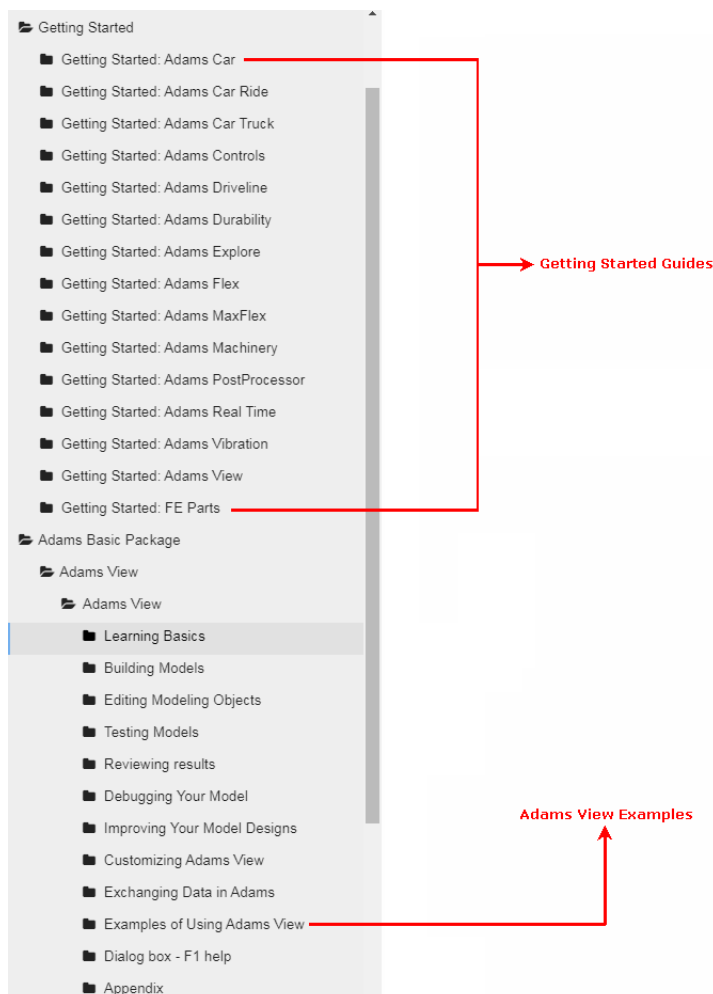 Getting Started
Getting Started: Adams Car
Getting Started: Adams Car Ride
Getting Started: Adams Car Truck
Getting Started: Adams Controls
Getting Started: Adams Driveline
Getting Started: Adams Durability
Getting Started: Adams Explore
Getting Started Guides
Getting Started: Adams Flex
Getting Started: Adams MaxFlex
Getting Started: Adams Machinery
Getting Started: Adams PostProcessor
Getting Started: Adams Real Time
Getting Started: Adams Vibration
Getting Started: Adams View
Getting Started: FE Parts
Adams Basic Package
Adams View
Adams View
Learning Basics
Building Models
Editing Modeling Objects
Testing Models
Reviewing results
Debugging Your Model
Adams View Examples
Improving Your Model Designs
Customizing Adams View
Exchanging Data in Adams
Examples of Using Adams View
Dialog box - F1 help
Appendix